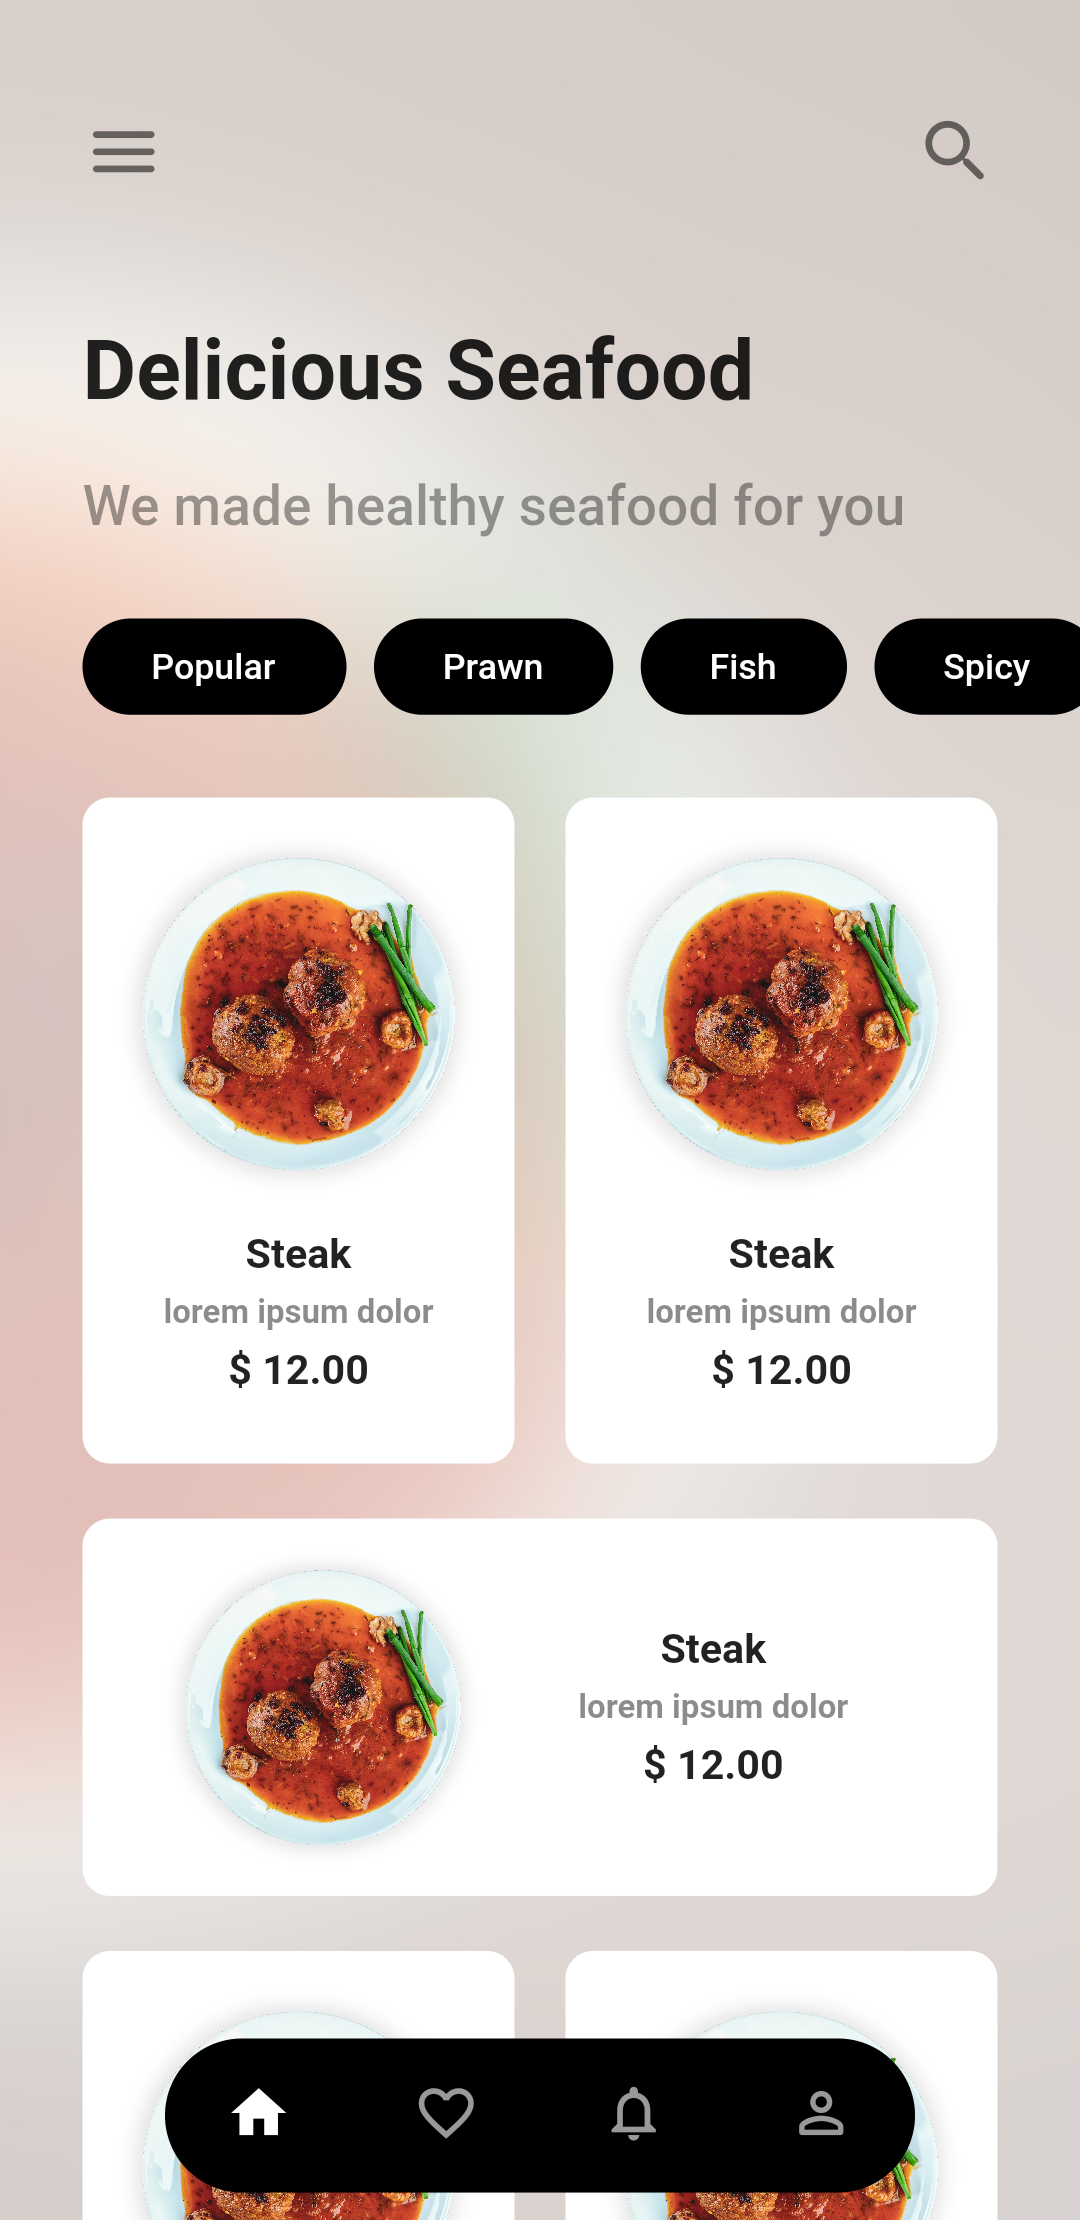 Delicious Seafood
We made healthy seafood for you
Popular Prawn Fish Spicy
Steak Steak
lorem ipsum dolor lorem ipsum dolor
$ 12.00 $ 12.00
Steak
lorem ipsum dolor
$ 12.00